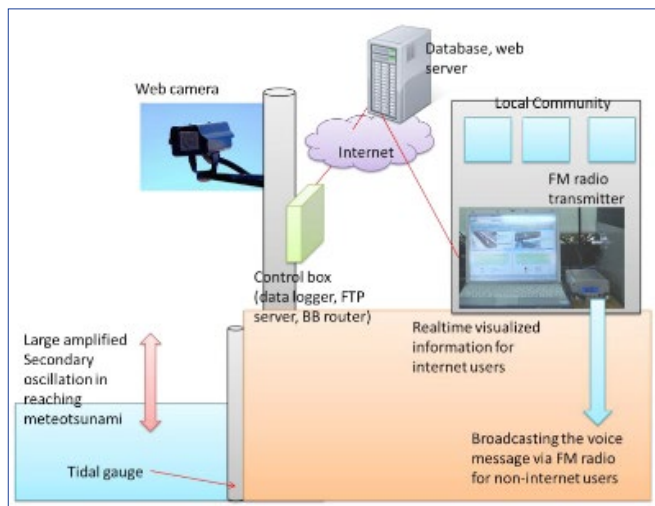 Database, web
server
Web camera
Local Community
Internet
FM radio
transmitter
Control box
(data logger, FTP
server, BB router)
Realtime visualized
information for
internet users
Large amplified
Secondary
oscillation in
reaching
meteotsunami
Tidal gauge
Broadcasting the voice
message via FM radio
for non-internet users